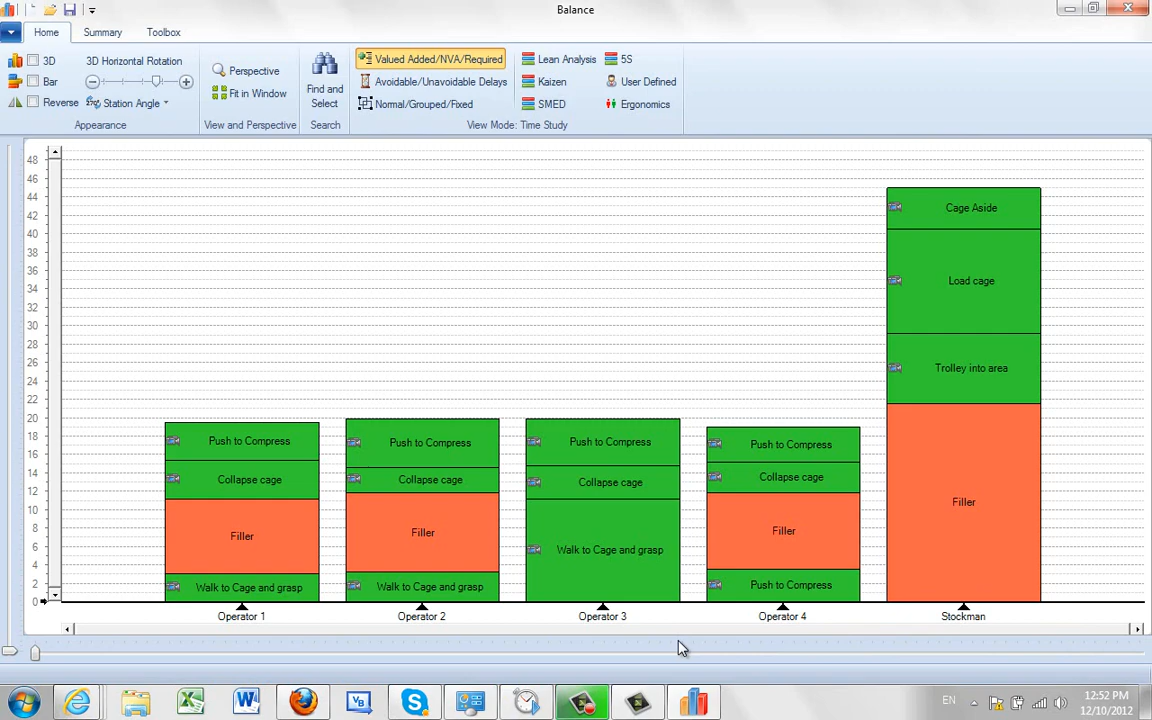 Balance
Home Summary Toolbox
3D 3D Horizontal Rotation Perspective Find and Select Valued Added/NVA/Required Lean Analysis 5S
Bar Fit in Window Avoidable/Unavoidable Delays Kaizen User Defined
Reverse Station Angle Normal/Grouped/Fixed SMED Ergonomics
Appearance View and Perspective Search View Mode: Time Study
48
46
44
42
40
38
36
34
32
30
28
26
24
22
20
18
16
14
12
10
8
6
4
2
0
Push to Compress
Collapse cage
Filler
Walk to Cage and grasp
Push to Compress
Collapse cage
Filler
Walk to Cage and grasp
Push to Compress
Collapse cage
Walk to Cage and grasp
Push to Compress
Collapse cage
Filler
Push to Compress
Cage Aside
Load cage
Trolley into area
Filler
Operator 1 Operator 2 Operator 3 Operator 4 Stockman
EN 12:52 PM
12/10/2012